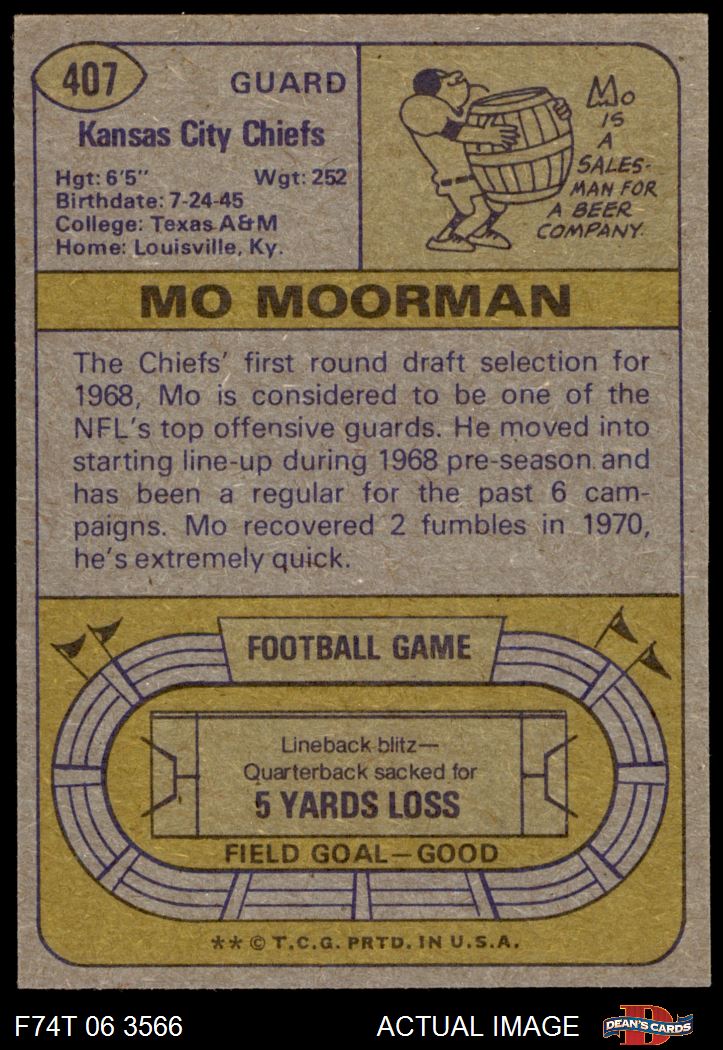 407
GUARD
Kansas City Chiefs
Hgt: 6'5" Wgt: 252
Birthdate: 7-24-45
College: Texas A&M
Home: Louisville, Ky.
Mo
IS
A
SALES-
MAN FOR
A BEER
COMPANY.
MO MOORMAN
The Chiefs' first round draft selection for
1968, Mo is considered to be one of the
NFL's top offensive guards. He moved into
starting line-up during 1968 pre-season and
has been a regular for the past 6 cam-
paigns. Mo recovered 2 fumbles in 1970,
he's extremely quick.
FOOTBALL GAME
Lineback blitz—
Quarterback sacked for
5 YARDS LOSS
FIELD GOAL—GOOD
** © T.C.G. PRTD. IN U.S.A.
F74T 06 3566 ACTUAL IMAGE
D
DEAN'S CARDS